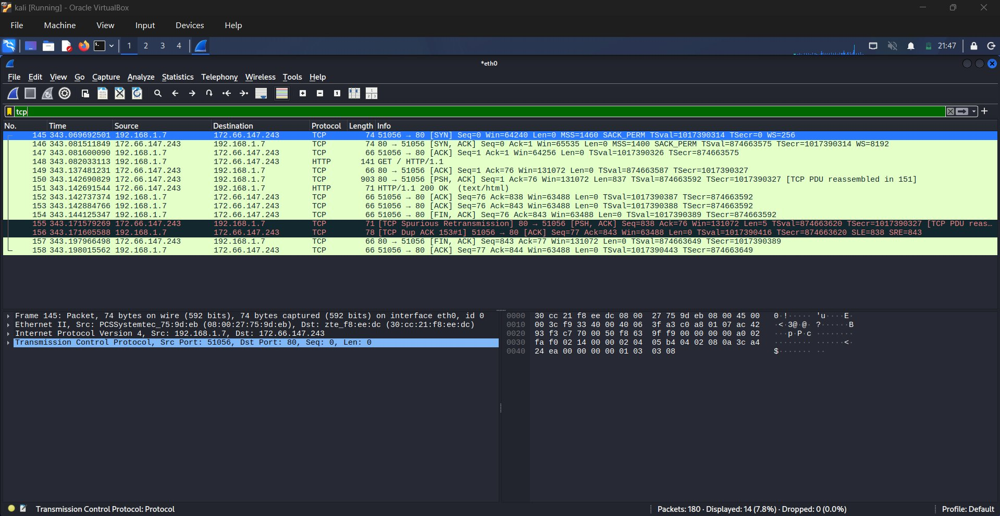 kali [Running] - Oracle VirtualBox
File Machine View Input Devices Help
1 2 3 4 21:47
*eth0
File Edit View Go Capture Analyze Statistics Telephony Wireless Tools Help
tcp
No. Time Source Destination Protocol Length Info
145 343.069692501 192.168.1.7 172.66.147.243 TCP 74 51056 → 80 [SYN] Seq=0 Win=64240 Len=0 MSS=1460 SACK_PERM TSval=1017390314 TSecr=0 WS=256
146 343.081511849 172.66.147.243 192.168.1.7 TCP 74 80 → 51056 [SYN, ACK] Seq=0 Ack=1 Win=65535 Len=0 MSS=1400 SACK_PERM TSval=874663575 TSecr=1017390314 WS=8192
147 343.081600090 192.168.1.7 172.66.147.243 TCP 66 51056 → 80 [ACK] Seq=1 Ack=1 Win=64256 Len=0 TSval=1017390326 TSecr=874663575
148 343.082033113 192.168.1.7 172.66.147.243 HTTP 141 GET / HTTP/1.1
149 343.137481231 172.66.147.243 192.168.1.7 TCP 66 80 → 51056 [ACK] Seq=1 Ack=76 Win=131072 Len=0 TSval=874663587 TSecr=1017390327
150 343.142690829 172.66.147.243 192.168.1.7 TCP 903 80 → 51056 [PSH, ACK] Seq=1 Ack=76 Win=131072 Len=837 TSval=874663592 TSecr=1017390327 [TCP PDU reassembled in 151]
151 343.142691544 172.66.147.243 192.168.1.7 HTTP 71 HTTP/1.1 200 OK (text/html)
152 343.142737374 192.168.1.7 172.66.147.243 TCP 66 51056 → 80 [ACK] Seq=76 Ack=838 Win=63488 Len=0 TSval=1017390387 TSecr=874663592
153 343.142884766 192.168.1.7 172.66.147.243 TCP 66 51056 → 80 [ACK] Seq=76 Ack=843 Win=63488 Len=0 TSval=1017390388 TSecr=874663592
154 343.144125347 192.168.1.7 172.66.147.243 TCP 66 51056 → 80 [FIN, ACK] Seq=76 Ack=843 Win=63488 Len=0 TSval=1017390389 TSecr=874663592
155 343.171579269 172.66.147.243 192.168.1.7 TCP 71 [TCP Spurious Retransmission] 80 → 51056 [PSH, ACK] Seq=838 Ack=76 Win=131072 Len=5 TSval=874663620 TSecr=1017390327 [TCP PDU reas…
156 343.171605588 192.168.1.7 172.66.147.243 TCP 78 [TCP Dup ACK 153#1] 51056 → 80 [ACK] Seq=77 Ack=843 Win=63488 Len=0 TSval=1017390416 TSecr=874663620 SLE=838 SRE=843
157 343.197966498 172.66.147.243 192.168.1.7 TCP 66 80 → 51056 [FIN, ACK] Seq=843 Ack=77 Win=131072 Len=0 TSval=874663649 TSecr=1017390389
158 343.198015562 192.168.1.7 172.66.147.243 TCP 66 51056 → 80 [ACK] Seq=77 Ack=844 Win=63488 Len=0 TSval=1017390443 TSecr=874663649
Frame 145: Packet, 74 bytes on wire (592 bits), 74 bytes captured (592 bits) on interface eth0, id 0
Ethernet II, Src: PCSSystemtec_75:9d:eb (08:00:27:75:9d:eb), Dst: zte_f8:ee:dc (30:cc:21:f8:ee:dc)
Internet Protocol Version 4, Src: 192.168.1.7, Dst: 172.66.147.243
Transmission Control Protocol, Src Port: 51056, Dst Port: 80, Seq: 0, Len: 0
0000 30 cc 21 f8 ee dc 08 00 27 75 9d eb 08 00 45 00 0·!·····'u····E·
0010 00 3c f9 33 40 00 40 06 3f a3 c0 a8 01 07 ac 42 ·<·3@·@·?······B
0020 93 f3 c7 70 00 50 f8 63 9f f9 00 00 00 00 a0 02 ···p·P·c········
0030 fa f0 02 14 00 00 02 04 05 b4 04 02 08 0a 3c a4 ··············<·
0040 24 ea 00 00 00 00 01 03 03 08 $·········
Transmission Control Protocol: Protocol
Packets: 180 · Displayed: 14 (7.8%) · Dropped: 0 (0.0%)
Profile: Default